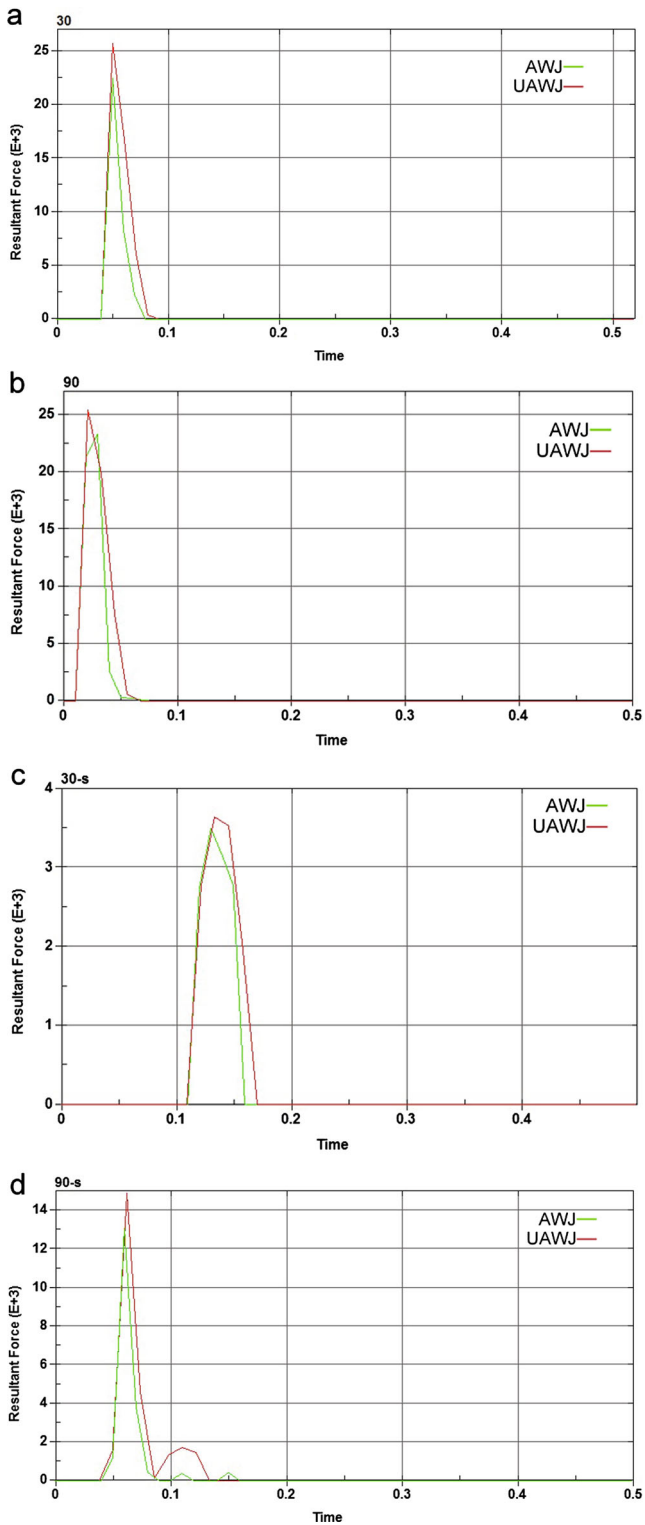 a
30
25
20
15
10
5
0
Resultant Force (E+3)
AWJ
UAWJ
0 0.1 0.2 0.3 0.4 0.5
Time
b
90
25
20
15
10
5
0
Resultant Force (E+3)
AWJ
UAWJ
0 0.1 0.2 0.3 0.4 0.5
Time
c
30-s
4
3
2
1
0
Resultant Force (E+3)
AWJ
UAWJ
0 0.1 0.2 0.3 0.4
Time
d
90-s
14
12
10
8
6
4
2
0
Resultant Force (E+3)
AWJ
UAWJ
0 0.1 0.2 0.3 0.4 0.5
Time